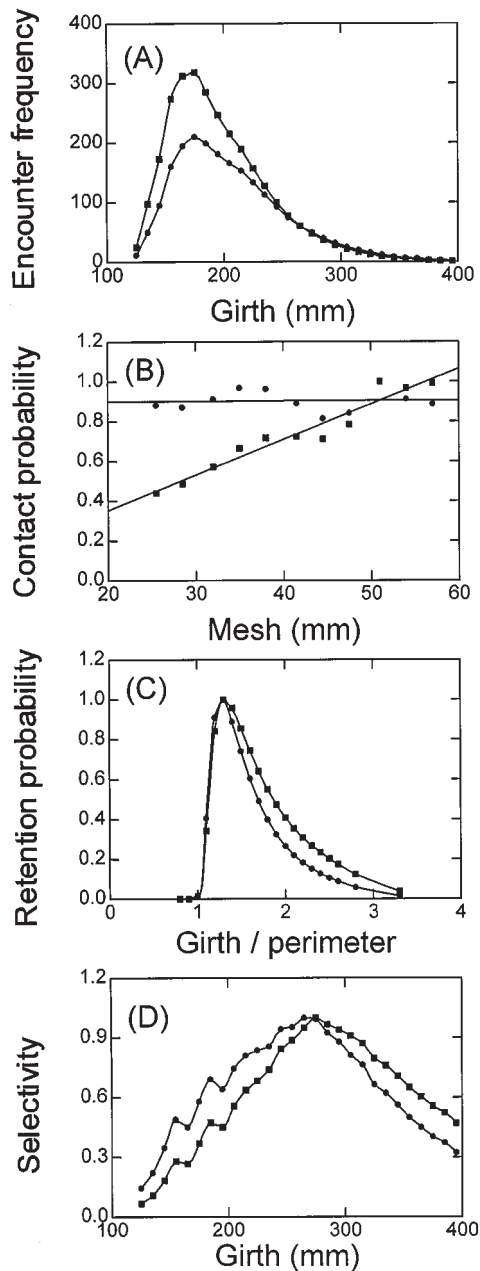 (A)
Encounter frequency
400
300
200
100
0
100 200 300 400
Girth (mm)
(B)
Contact probability
1.2
1.0
0.8
0.6
0.4
0.2
0.0
20 30 40 50 60
Mesh (mm)
(C)
Retention probability
1.2
1.0
0.8
0.6
0.4
0.2
0.0
0 1 2 3 4
Girth / perimeter
(D)
Selectivity
1.2
0.9
0.6
0.3
0.0
100 200 300 400
Girth (mm)